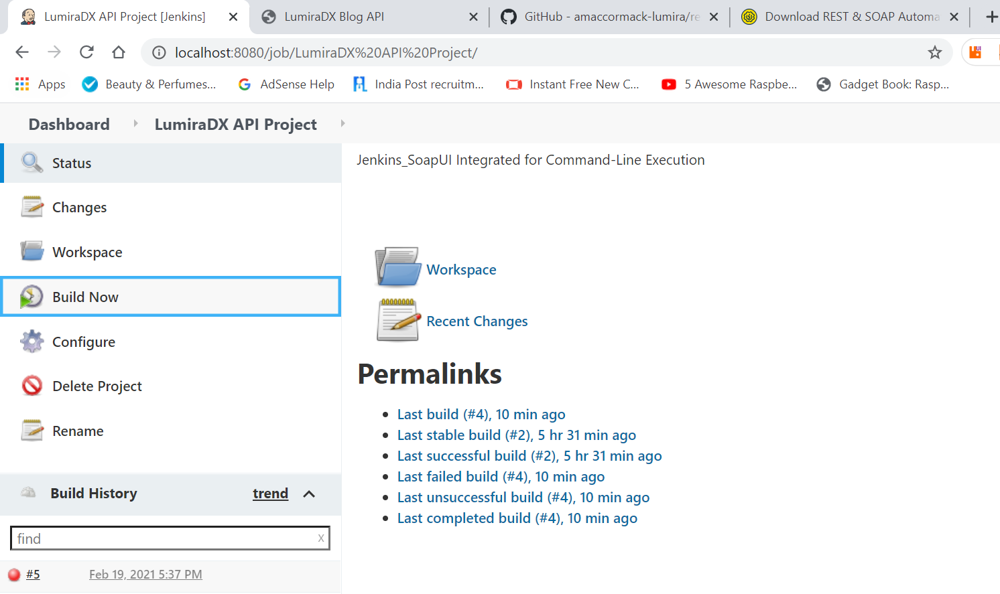 LumiraDX API Project [Jenkins]
LumiraDX Blog API
GitHub - amaccormack-lumira/re
Download REST & SOAP Automa
localhost:8080/job/LumiraDX%20API%20Project/
Apps
Beauty & Perfumes...
AdSense Help
India Post recruitm...
Instant Free New C...
5 Awesome Raspbe...
Gadget Book: Rasp...
Dashboard
LumiraDX API Project
Status
Changes
Workspace
Build Now
Configure
Delete Project
Rename
Build History
trend
find
x
#5
Feb 19, 2021 5:37 PM
Jenkins_SoapUI Integrated for Command-Line Execution
Workspace
Recent Changes
Permalinks
Last build (#4), 10 min ago
Last stable build (#2), 5 hr 31 min ago
Last successful build (#2), 5 hr 31 min ago
Last failed build (#4), 10 min ago
Last unsuccessful build (#4), 10 min ago
Last completed build (#4), 10 min ago